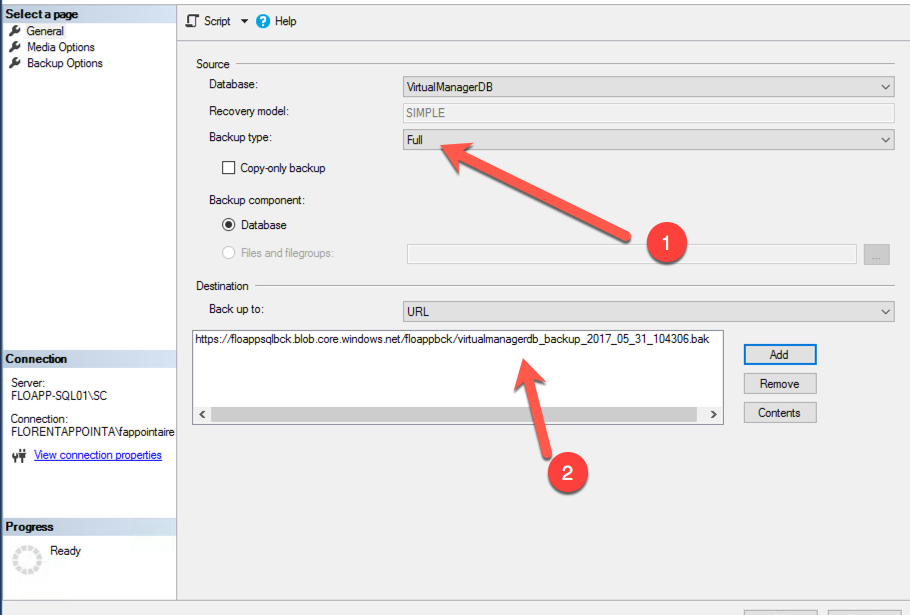 Select a page
General
Media Options
Backup Options
Script
Help
Source
Database:
VirtualManagerDB
Recovery model:
SIMPLE
Backup type:
Full
Copy-only backup
1
Backup component:
Database
Files and filegroups:
...
Destination
Back up to:
URL
https://floappsqlbck.blob.core.windows.net/floappbck/virtualmanagerdb_backup_2017_05_31_104306.bak
Add
Remove
Contents
2
Connection
Server:
FLOAPP-SQL01\SC
Connection:
FLORENTAPPOINTA\fappointaire
View connection properties
Progress
Ready